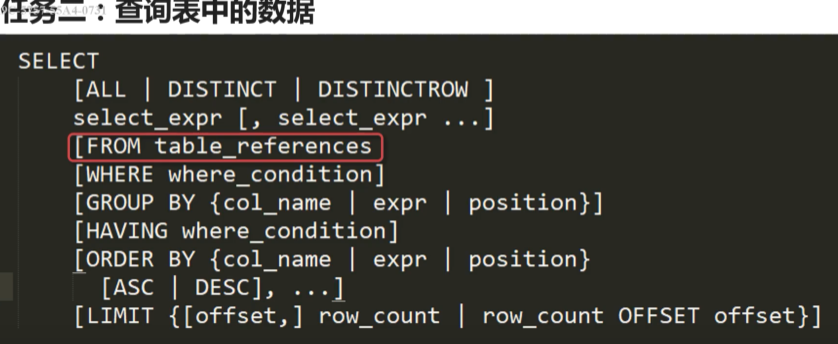 任务二：查询表中的数据
SELECT
[ALL | DISTINCT | DISTINCTROW ]
select_expr [, select_expr ...]
[FROM table_references
[WHERE where_condition]
[GROUP BY {col_name | expr | position}]
[HAVING where_condition]
[ORDER BY {col_name | expr | position}
[ASC | DESC], ...]
[LIMIT {[offset,] row_count | row_count OFFSET offset}]